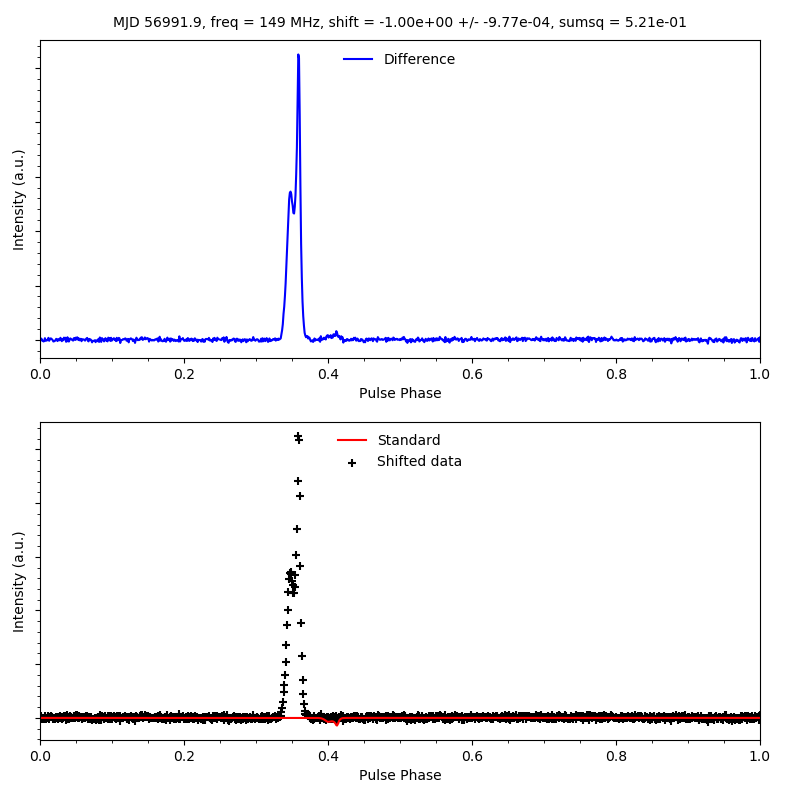 MJD 56991.9, freq = 149 MHz, shift = -1.00e+00 +/- -9.77e-04, sumsq = 5.21e-01
Difference
Intensity (a.u.)
0.0 0.2 0.4 0.6 0.8 1.0
Pulse Phase
Standard
Shifted data
Intensity (a.u.)
0.0 0.2 0.4 0.6 0.8 1.0
Pulse Phase